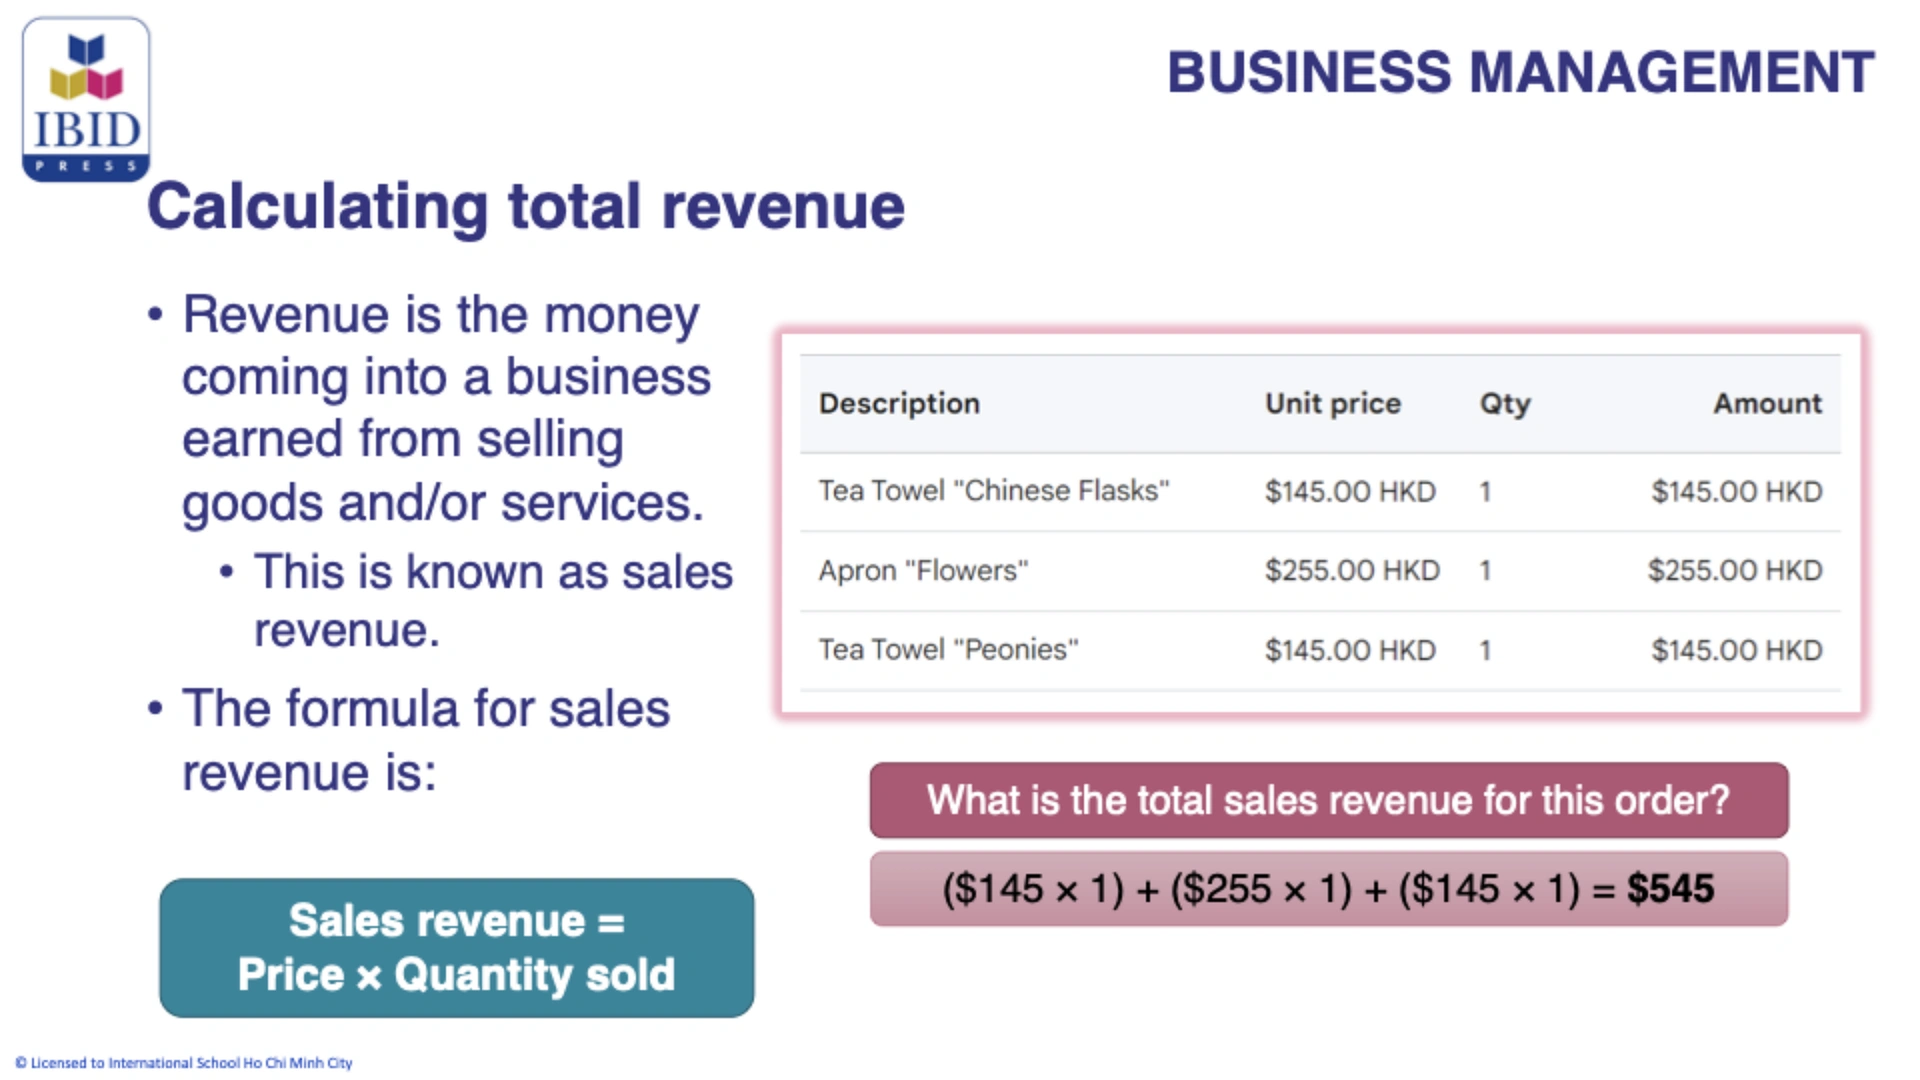 IBID
PRESS
BUSINESS MANAGEMENT
Calculating total revenue
• Revenue is the money
coming into a business
earned from selling
goods and/or services.
• This is known as sales
revenue.
• The formula for sales
revenue is:
Sales revenue =
Price × Quantity sold
Description Unit price Qty Amount
Tea Towel "Chinese Flasks" $145.00 HKD 1 $145.00 HKD
Apron "Flowers" $255.00 HKD 1 $255.00 HKD
Tea Towel "Peonies" $145.00 HKD 1 $145.00 HKD
What is the total sales revenue for this order?
($145 × 1) + ($255 × 1) + ($145 × 1) = $545
© Licensed to International School Ho Chi Minh City